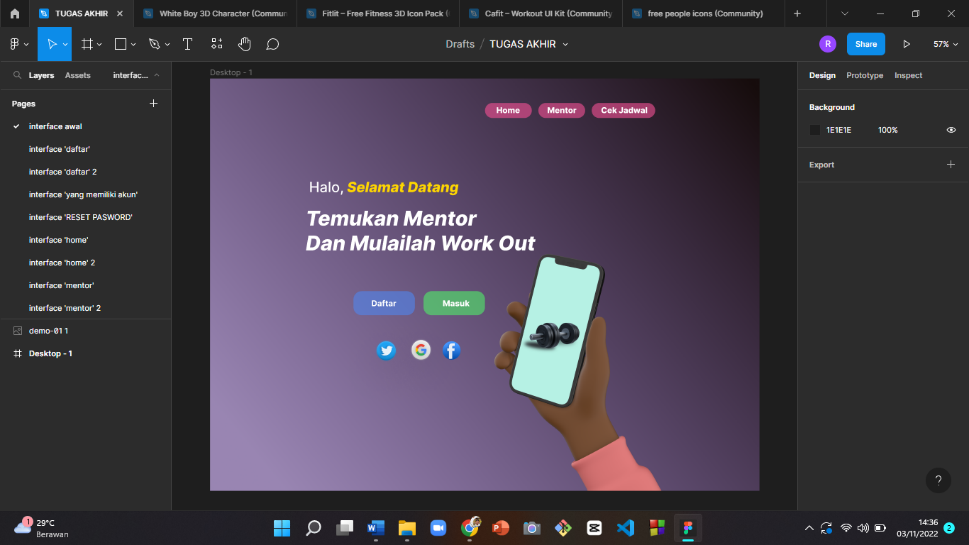 TUGAS AKHIR
White Boy 3D Character (Commun
Fitlit – Free Fitness 3D Icon Pack (
Cafit – Workout UI Kit (Community
free people icons (Community)
Drafts / TUGAS AKHIR
R
Share
57%
Layers
Assets
interfac...
Design
Prototype
Inspect
Pages
interface awal
interface 'daftar'
interface 'daftar' 2
interface 'yang memiliki akun'
interface 'RESET PASWORD'
interface 'home'
interface 'home' 2
interface 'mentor'
interface 'mentor' 2
demo-01 1
Desktop - 1
Desktop - 1
Home
Mentor
Cek Jadwal
Halo, Selamat Datang
Temukan Mentor
Dan Mulailah Work Out
Daftar
Masuk
Background
1E1E1E
100%
Export
?
1
29°C
Berawan
14:36
03/11/2022
2